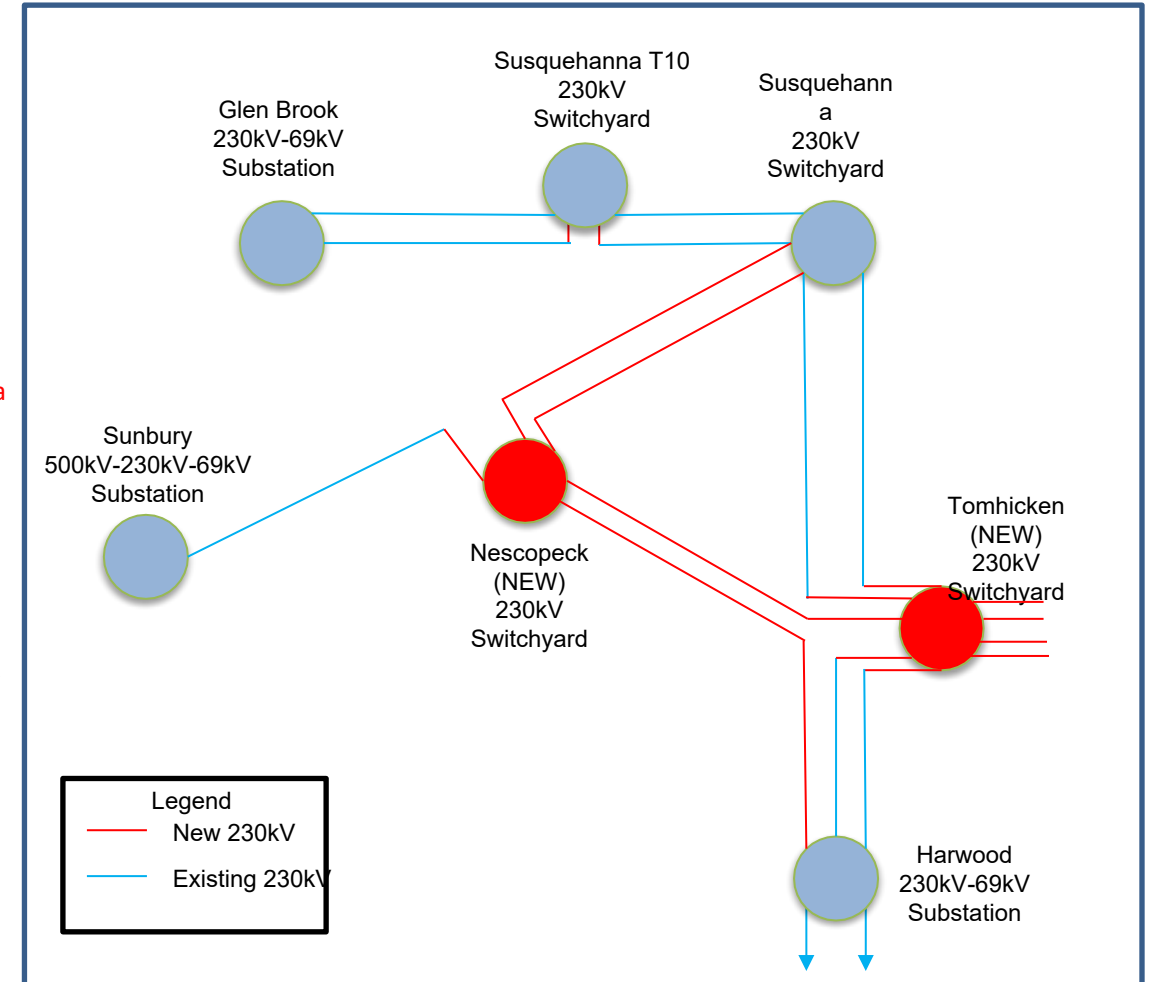 Susquehanna T10
230kV
Switchyard
Susquehann
a
230kV
Switchyard
Glen Brook
230kV-69kV
Substation
a
Sunbury
500kV-230kV-69kV
Substation
Nescopeck
(NEW)
230kV
Switchyard
Tomhicken
(NEW)
230kV
Switchyard
Legend
New 230kV
Existing 230kV
Harwood
230kV-69kV
Substation